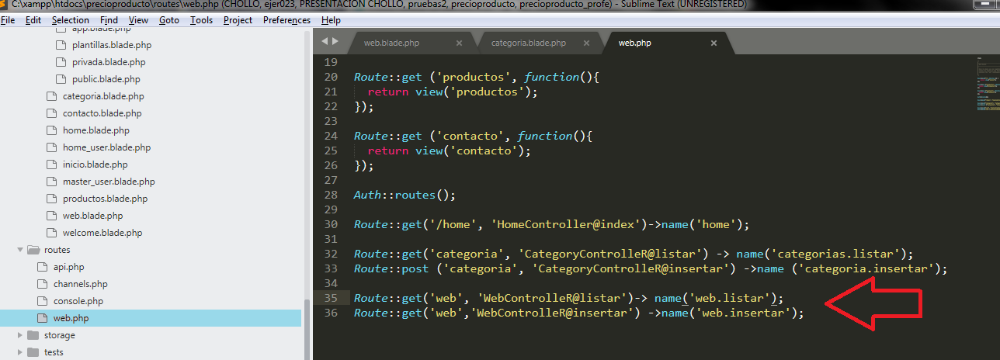 C:\xampp\htdocs\precioproducto\routes\web.php (CHOLLO, ejer023, PRESENTACION CHOLLO, pruebas2, precioproducto, precioproducto_profe) - Sublime Text (UNREGISTERED)
File Edit Selection Find View Goto Tools Project Preferences Help
app.blade.php
plantillas.blade.php
privada.blade.php
public.blade.php
categoria.blade.php
contacto.blade.php
home.blade.php
home_user.blade.php
inicio.blade.php
master_user.blade.php
productos.blade.php
web.blade.php
welcome.blade.php
routes
api.php
channels.php
console.php
web.php
storage
tests
web.blade.php × categoria.blade.php × web.php ×
19
20 Route::get ('productos', function(){
21 return view('productos');
22 });
23
24 Route::get ('contacto', function(){
25 return view('contacto');
26 });
27
28 Auth::routes();
29
30 Route::get('/home', 'HomeController@index')->name('home');
31
32 Route::get('categoria', 'CategoryControlleR@listar') -> name('categorias.listar');
33 Route::post ('categoria', 'CategoryControlleR@insertar') ->name ('categoria.insertar');
34
35 Route::get('web', 'WebControlleR@listar')-> name('web.listar');
36 Route::get('web','WebControlleR@insertar') ->name('web.insertar');